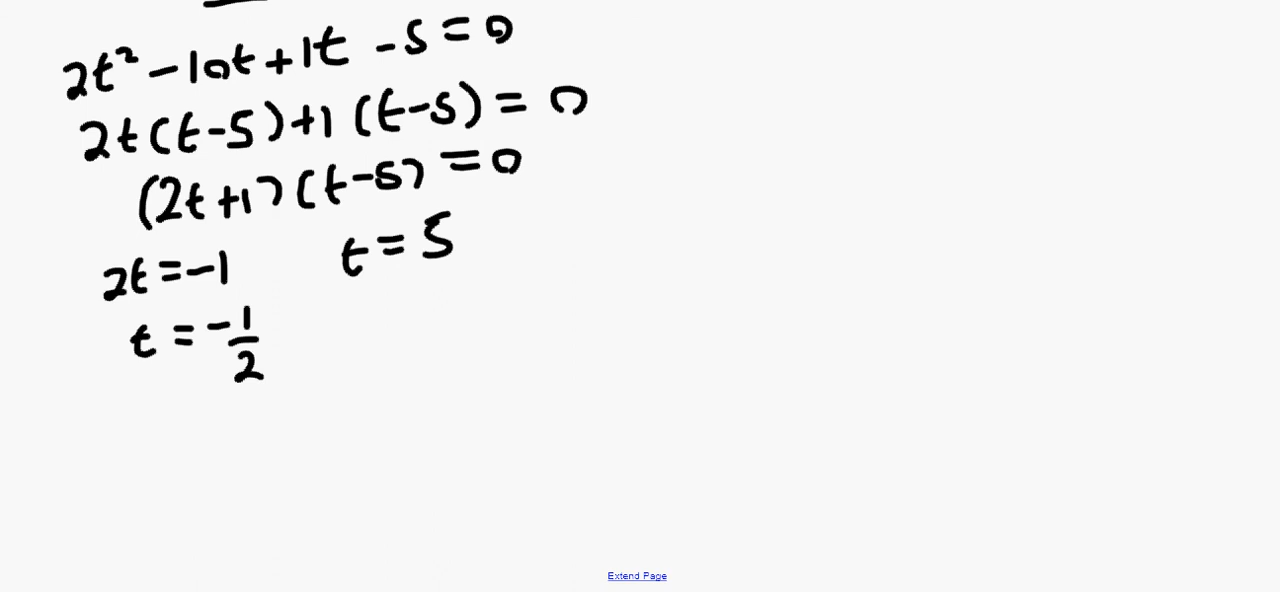 2t² - 10t + 1t - 5 = 0
2t(t-5)+1(t-5) = 0
(2t+1)(t-5) = 0
2t = -1 t = 5
t = -1/2
Extend Page